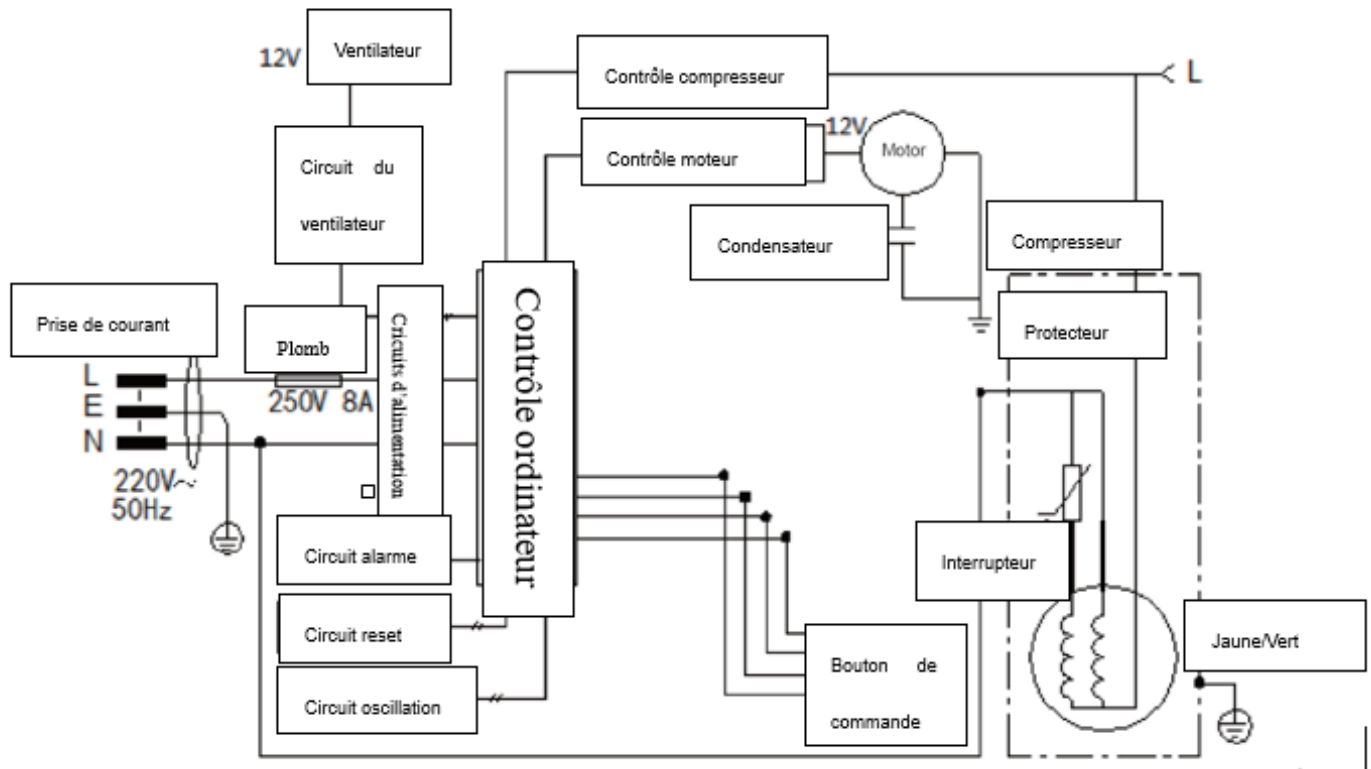 Ventilateur
12V
Contrôle compresseur
L
12V
Motor
Contrôle moteur
Circuit du
ventilateur
Condensateur
Compresseur
Prise de courant
Plomb
Cricuits d'alimentation
Contrôle ordinateur
Protecteur
L
250V 8A
E
N
220V~
50Hz
Circuit alarme
Interrupteur
Circuit reset
Bouton de
commande
Jaune/Vert
Circuit oscillation